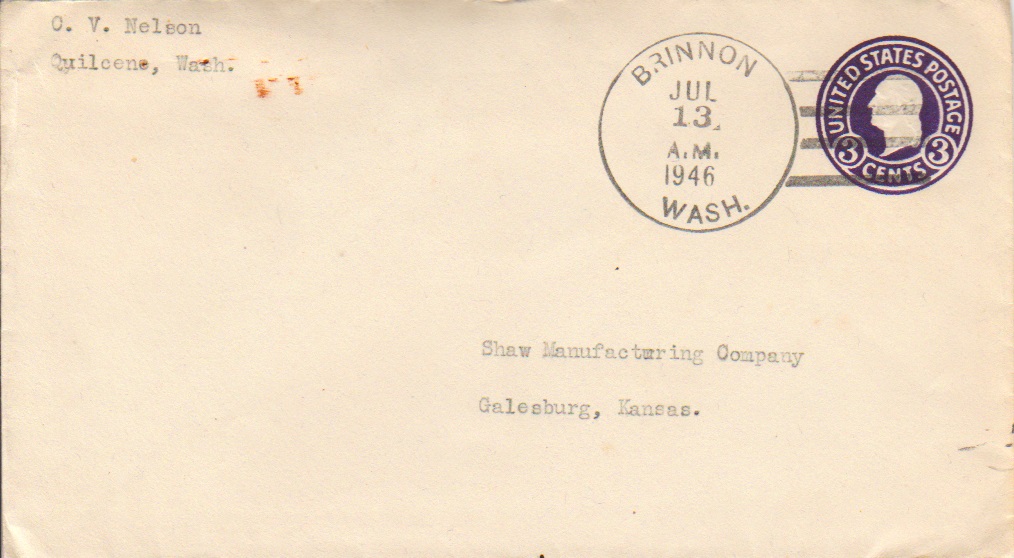 C. V. Nelson
Quilcene, Wash.
BRINNON
JUL
13
A.M.
1946
WASH.
UNITED STATES POSTAGE
3 3
CENTS
Shaw Manufacturing Company
Galesburg, Kansas.